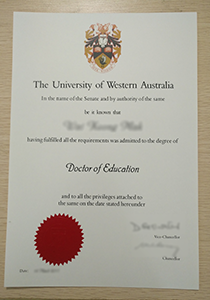 The University of Western Australia
In the name of the Senate and by authority of the same
be it known that
having fulfilled all the requirements was admitted to the degree of
Doctor of Education
and to all the privileges attached to
the same on the date stated hereunder
Vice-Chancellor
Chancellor
Date